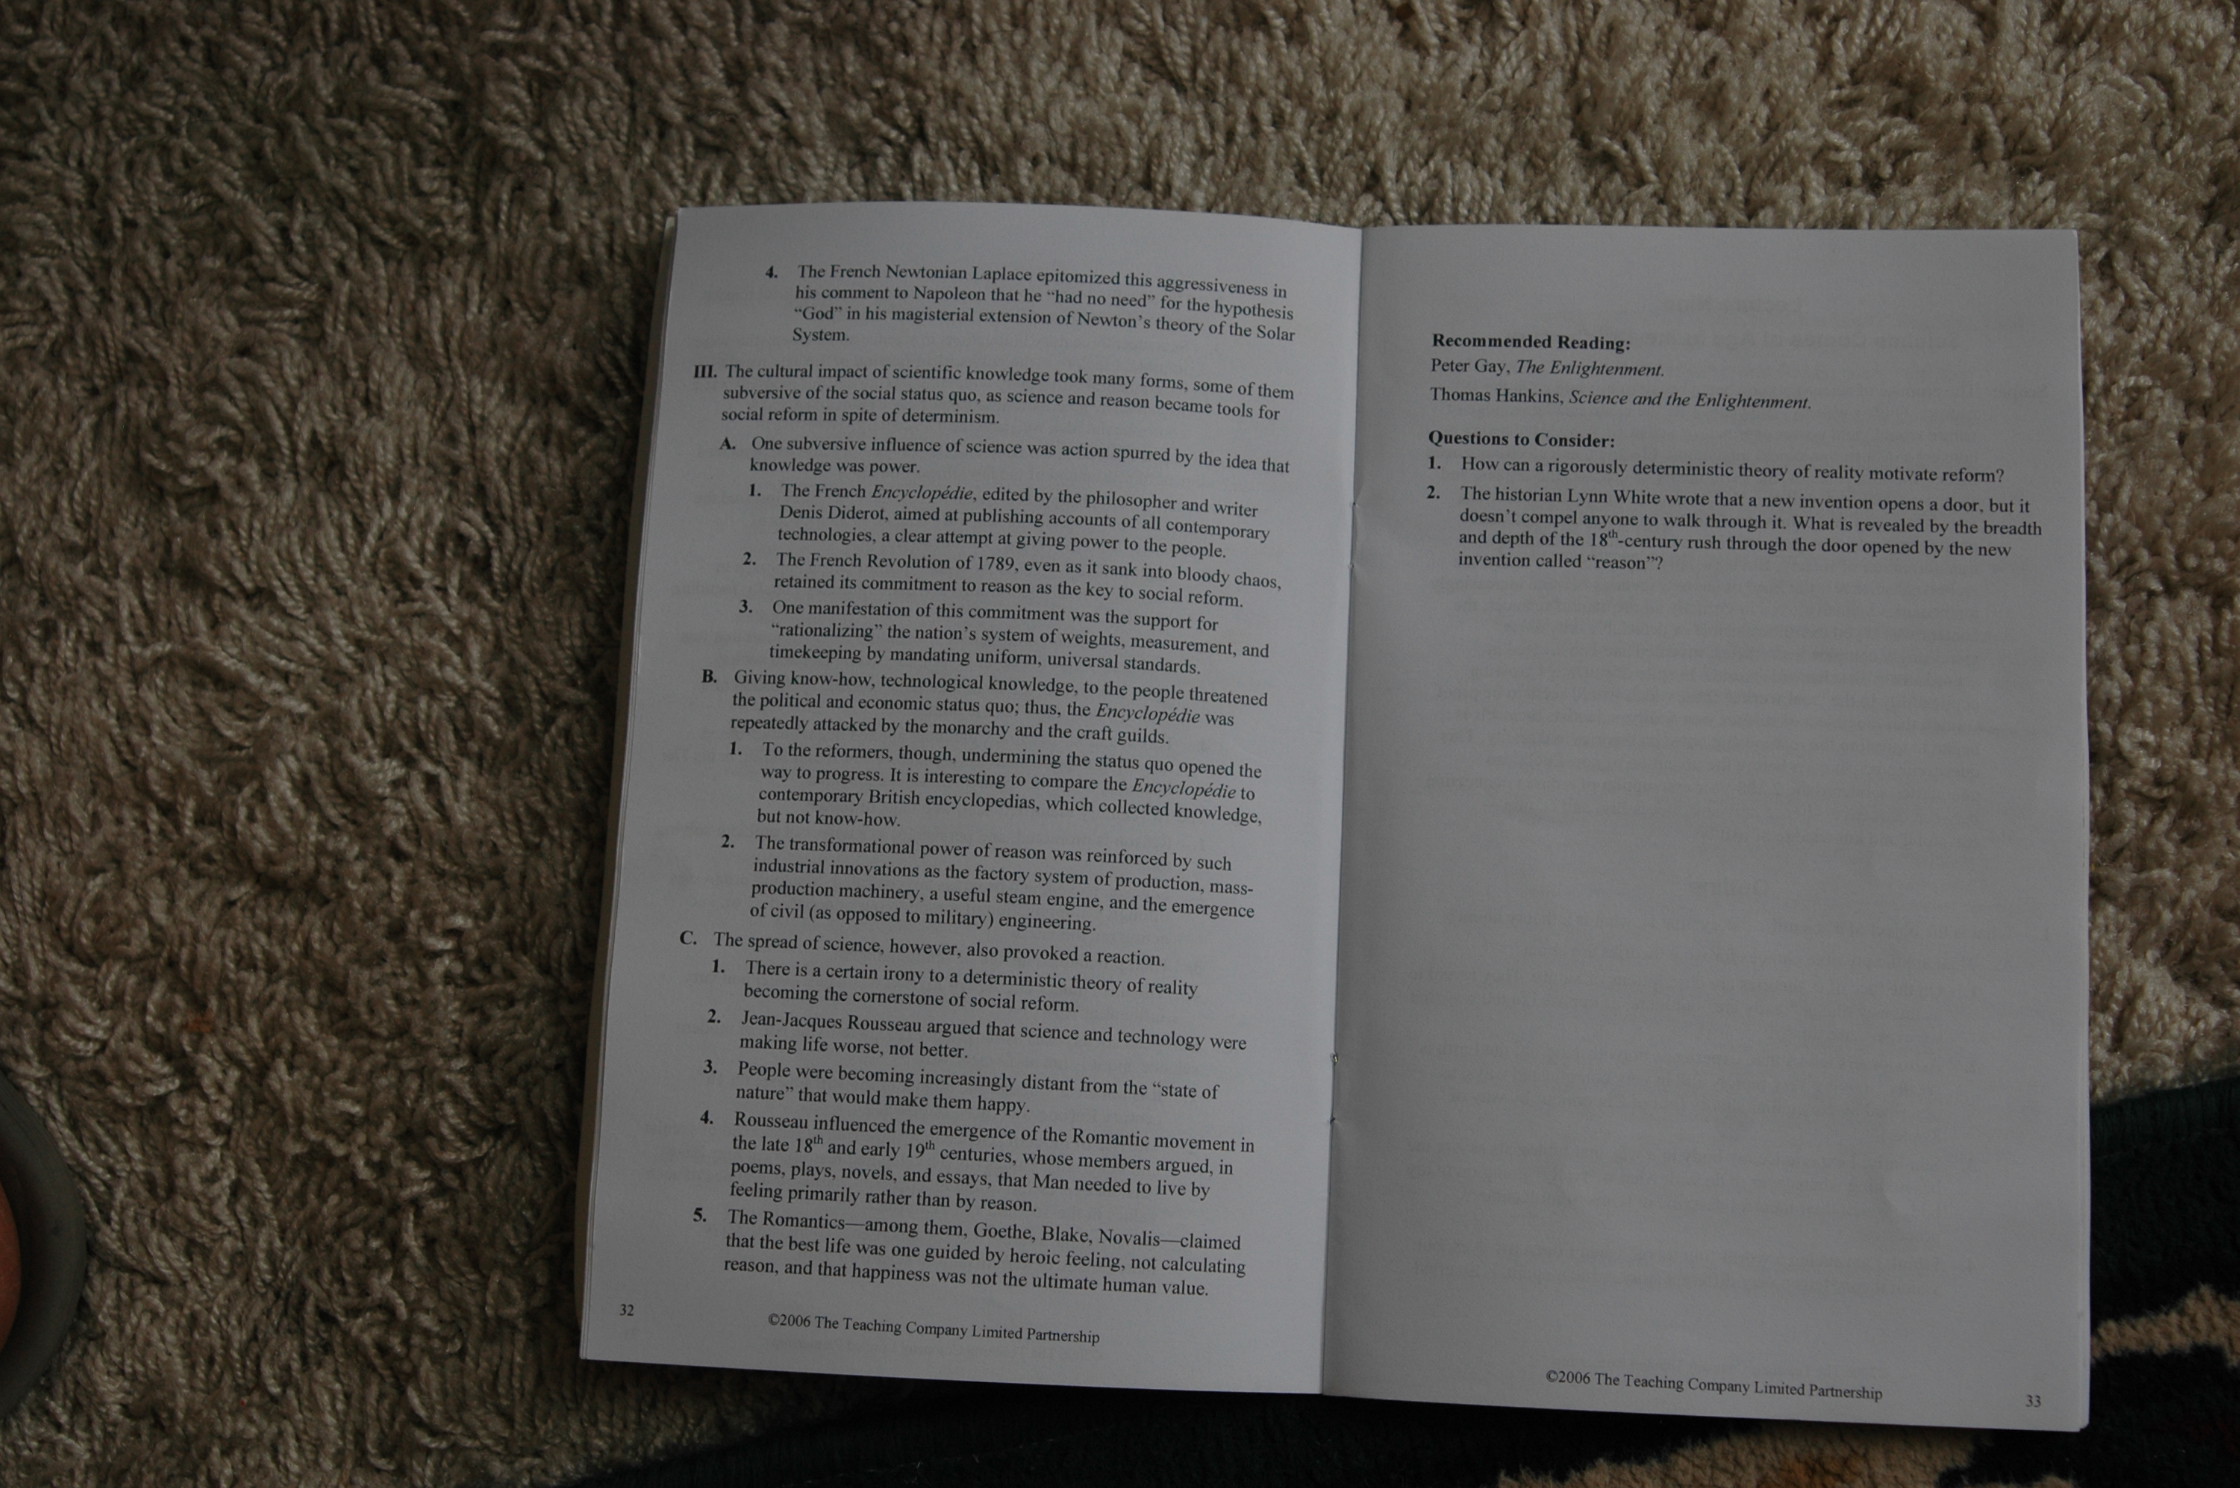 4. The French Newtonian Laplace epitomized this aggressiveness in
his comment to Napoleon that he “had no need” for the hypothesis
“God” in his magisterial extension of Newton’s theory of the Solar
System.
III. The cultural impact of scientific knowledge took many forms, some of them
subversive of the social status quo, as science and reason became tools for
social reform in spite of determinism.
A. One subversive influence of science was action spurred by the idea that
knowledge was power.
1. The French Encyclopédie, edited by the philosopher and writer
Denis Diderot, aimed at publishing accounts of all contemporary
technologies, a clear attempt at giving power to the people.
2. The French Revolution of 1789, even as it sank into bloody chaos,
retained its commitment to reason as the key to social reform.
3. One manifestation of this commitment was the support for
“rationalizing” the nation’s system of weights, measurement, and
timekeeping by mandating uniform, universal standards.
B. Giving know-how, technological knowledge, to the people threatened
the political and economic status quo; thus, the Encyclopédie was
repeatedly attacked by the monarchy and the craft guilds.
1. To the reformers, though, undermining the status quo opened the
way to progress. It is interesting to compare the Encyclopédie to
contemporary British encyclopedias, which collected knowledge,
but not know-how.
2. The transformational power of reason was reinforced by such
industrial innovations as the factory system of production, mass-
production machinery, a useful steam engine, and the emergence
of civil (as opposed to military) engineering.
C. The spread of science, however, also provoked a reaction.
1. There is a certain irony to a deterministic theory of reality
becoming the cornerstone of social reform.
2. Jean-Jacques Rousseau argued that science and technology were
making life worse, not better.
3. People were becoming increasingly distant from the “state of
nature” that would make them happy.
4. Rousseau influenced the emergence of the Romantic movement in
the late 18th and early 19th centuries, whose members argued, in
poems, plays, novels, and essays, that Man needed to live by
feeling primarily rather than by reason.
5. The Romantics—among them, Goethe, Blake, Novalis—claimed
that the best life was one guided by heroic feeling, not calculating
reason, and that happiness was not the ultimate human value.
32
©2006 The Teaching Company Limited Partnership
Recommended Reading:
Peter Gay, The Enlightenment.
Thomas Hankins, Science and the Enlightenment.
Questions to Consider:
1. How can a rigorously deterministic theory of reality motivate reform?
2. The historian Lynn White wrote that a new invention opens a door, but it
doesn’t compel anyone to walk through it. What is revealed by the breadth
and depth of the 18th-century rush through the door opened by the new
invention called “reason”?
©2006 The Teaching Company Limited Partnership
33